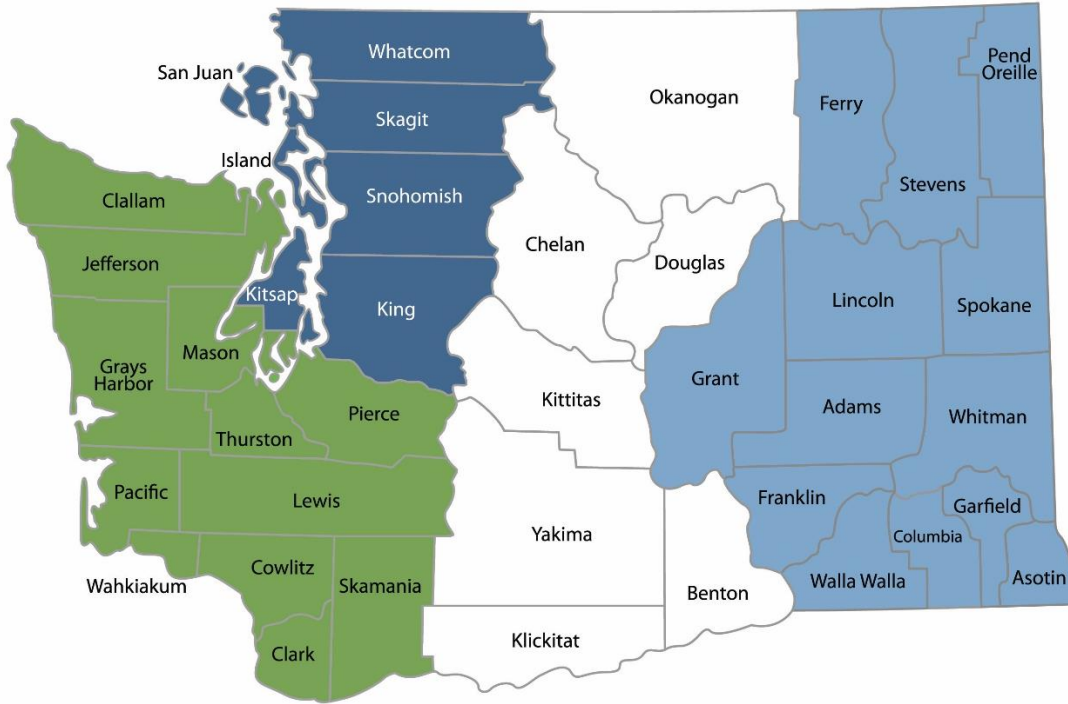 Whatcom
San Juan
Skagit
Island
Snohomish
Clallam
Jefferson
Kitsap
King
Mason
Grays
Harbor
Thurston
Pierce
Pacific
Lewis
Wahkiakum
Cowlitz
Skamania
Clark
Okanogan
Chelan
Douglas
Kittitas
Yakima
Klickitat
Benton
Ferry
Stevens
Pend
Oreille
Lincoln
Spokane
Grant
Adams
Whitman
Franklin
Walla Walla
Columbia
Garfield
Asotin